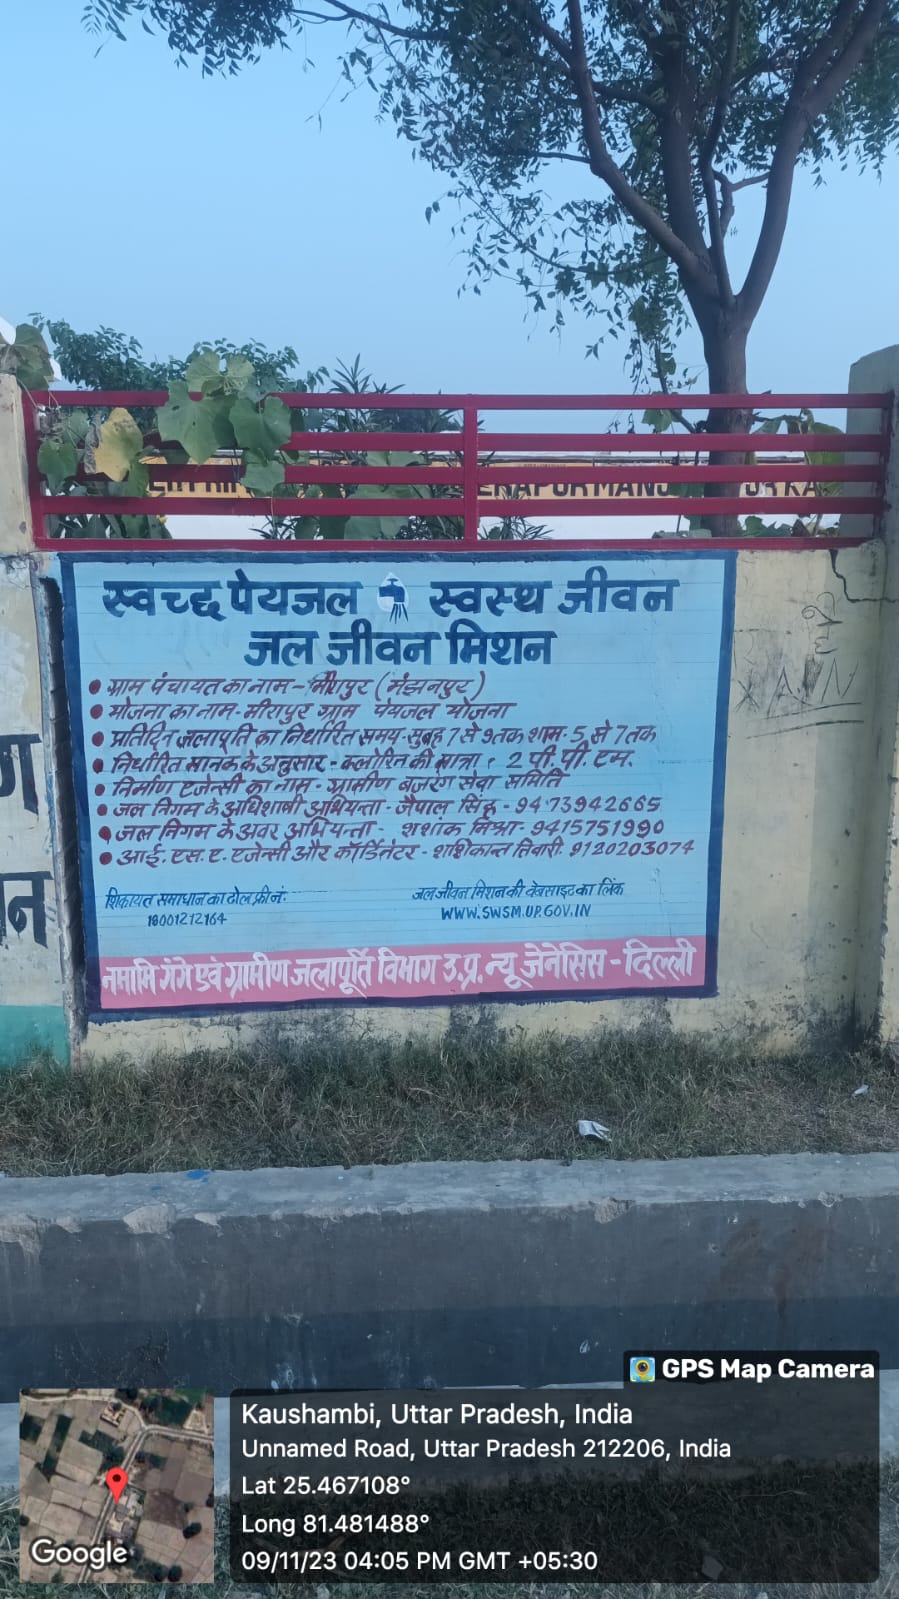 स्वच्छ पेयजल स्वस्थ जीवन
जल जीवन मिशन
ग्राम पंचायत का नाम - मीरापुर (मंझनपुर)
योजना का नाम - मीरापुर ग्राम पेयजल योजना
प्रतिदिन जलापूर्ति का निर्धारित समय - सुबह 7 से 9 तक शाम - 5 से 7 तक
निर्धारित मानक के अनुसार - क्लोरिन की मात्रा : 2 पी. पी. एम.
निर्माण एजेन्सी का नाम - ग्रामीण बजरंग सेवा समिति
जल निगम के अधिशाषी अभियन्ता - जैपाल सिंह - 9473942665
जल निगम के अवर अभियन्ता - शशांक मिश्रा - 9415751990
आई. एस. ए. एजेन्सी और कॉर्डिनेटर - शशिकान्त तिवारी. 9120203074
शिकायत समाधान का टोल फ्री नं:
18001212164
जल जीवन मिशन की वेबसाइट का लिंक
WWW.SWSM.UP.GOV.IN
नमामि गंगे एवं ग्रामीण जलापूर्ति विभाग उ.प्र. न्यू जेनेसिस - दिल्ली
GPS Map Camera
Kaushambi, Uttar Pradesh, India
Unnamed Road, Uttar Pradesh 212206, India
Lat 25.467108°
Long 81.481488°
09/11/23 04:05 PM GMT +05:30
Google